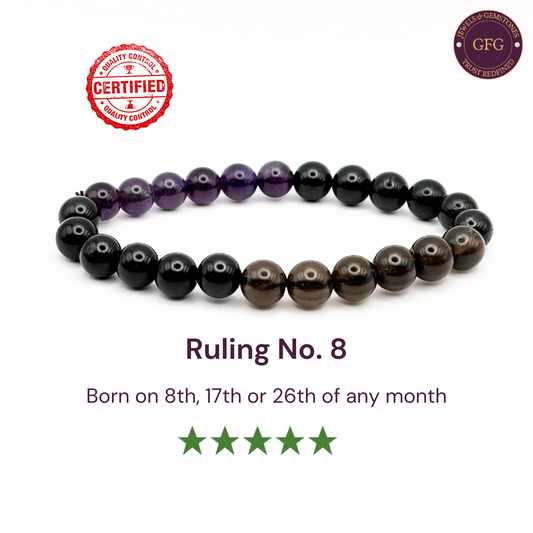 QUALITY CONTROL
CERTIFIED
QUALITY CONTROL
JEWELS & GEMSTONES
GFG
TRUST REDEFINED
Ruling No. 8
Born on 8th, 17th or 26th of any month